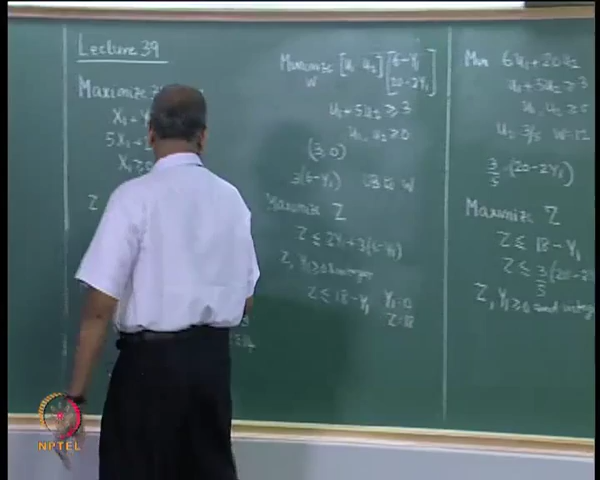 Lecture 39
Maximize
X₁ +
5X₁ +
X₁ ≥
Z
Minimize [u₁ u₂] [6-Y₁
W 20-2Y₁]
u₁+5u₂ ≥ 3
u₁, u₂ ≥ 0
(3, 0)
3(6-Y₁) UB to W
Maximize Z
Z ≤ 2Y₁+3(6-Y₁)
Z, Y₁ ≥ 0 and integer
Z ≤ 18-Y₁ Y₁=0
Z=18
Min 6u₁+20u₂
u₁+5u₂ ≥ 3
u₁, u₂ ≥ 0
u₂=3/5 W=12
3/5 (20-2Y₁)
Maximize Z
Z ≤ 18-Y₁
Z ≤ 3/5 (20-2Y₁
Z, Y₁ ≥ 0 and integer
NPTEL